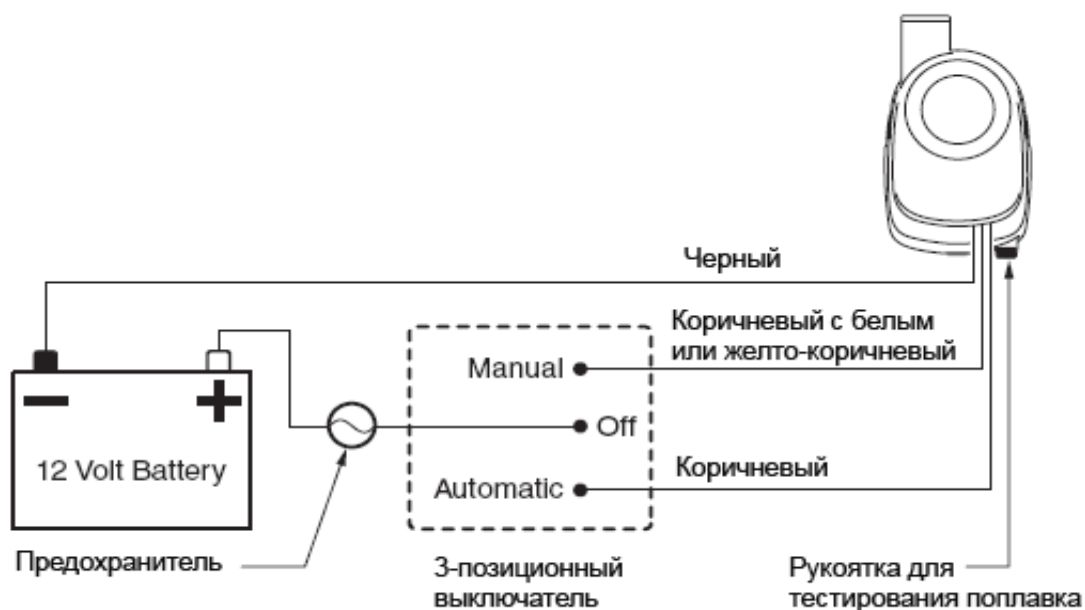 Черный
Коричневый с белым
или желто-коричневый
Manual
Off
12 Volt Battery
Automatic
Коричневый
Предохранитель
3-позиционный
выключатель
Рукоятка для
тестирования поплавка